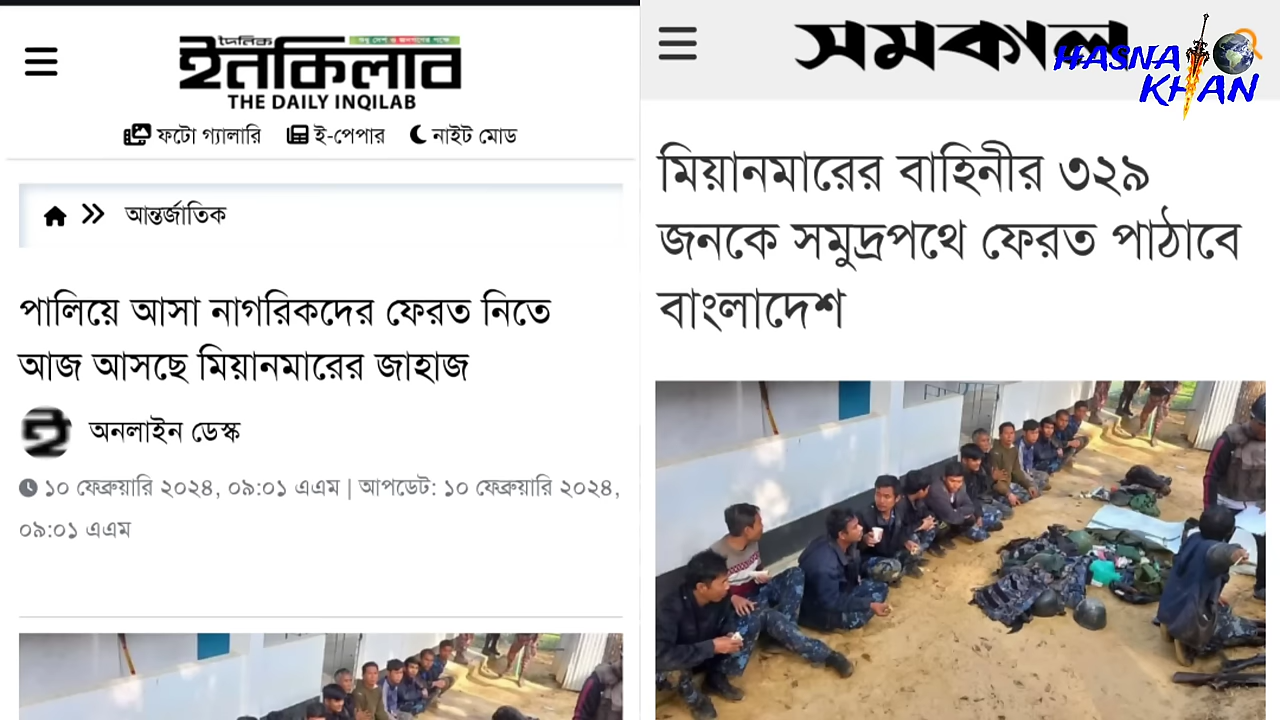 দৈনিক
ইনকিলাব
THE DAILY INQILAB
ফটো গ্যালারি ই-পেপার নাইট মোড
আন্তর্জাতিক
পালিয়ে আসা নাগরিকদের ফেরত নিতে
আজ আসছে মিয়ানমারের জাহাজ
অনলাইন ডেস্ক
১০ ফেব্রুয়ারি ২০২৪, ০৯:০১ এএম | আপডেট: ১০ ফেব্রুয়ারি ২০২৪,
০৯:০১ এএম
সমকাল
HASNA
KHAN
মিয়ানমারের বাহিনীর ৩২৯
জনকে সমুদ্রপথে ফেরত পাঠাবে
বাংলাদেশ